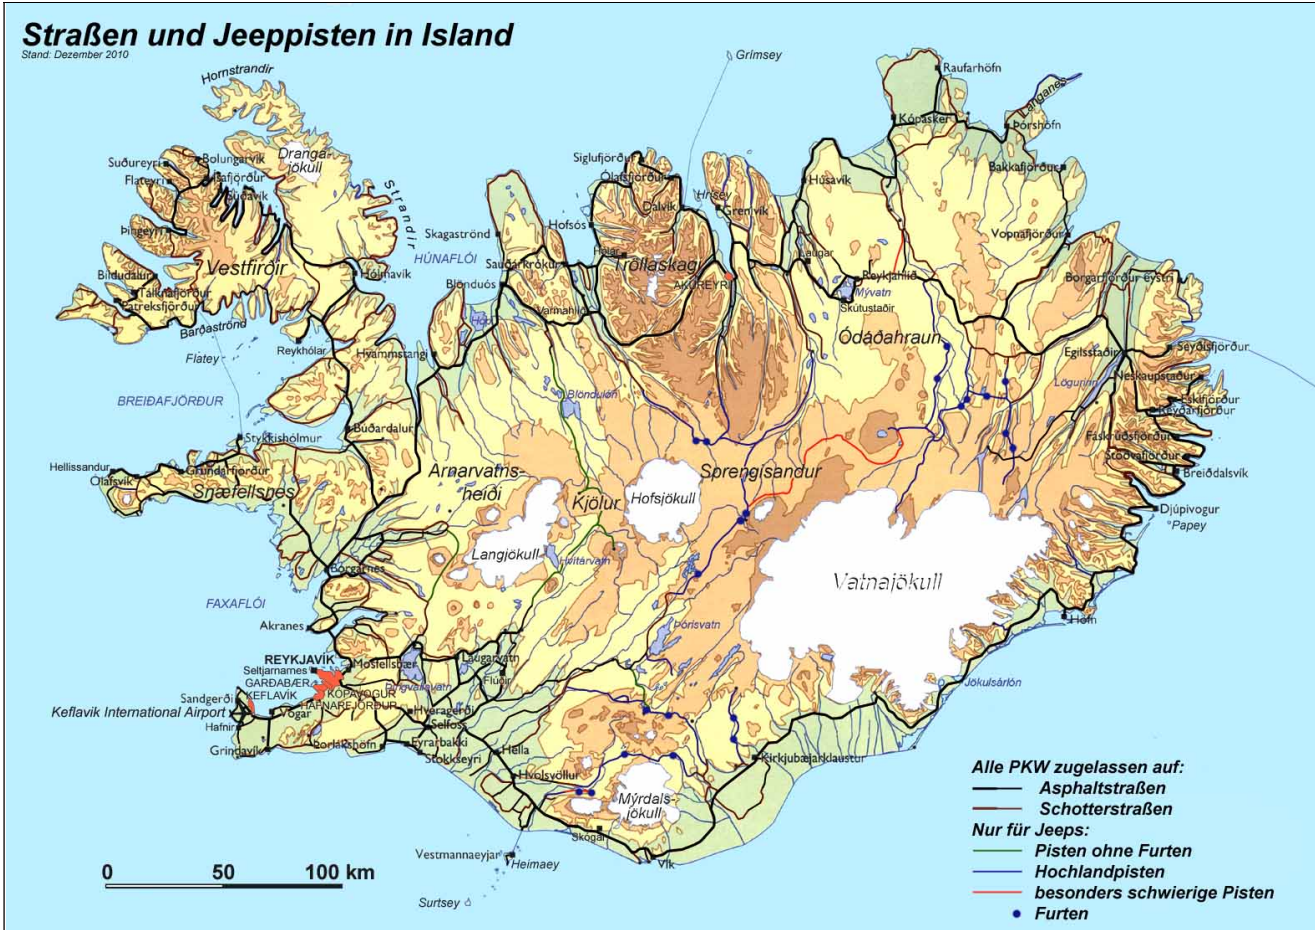 Straßen und Jeeppisten in Island
Stand: Dezember 2010
Grímsey
Hornstrandir
Raufarhöfn
Langanes
Kópasker
Þórshöfn
Dranga-
jökull
Suðureyri
Bolungarvík
Ísafjörður
Flateyri
Súðavík
Siglufjörður
Ólafsfjörður
Húsavík
Bakkafjörður
Strandir
Hrísey
Dalvík
Grenivík
Þingeyri
Skagaströnd
Hofsós
Vopnafjörður
HÚNAFLÓI
Hólar
Laugar
Vestfirðir
Sauðárkrókur
Tröllaskagi
Bíldudalur
Hólmavík
Blönduós
AKUREYRI
Reykjahlíð
Borgarfjörður eystri
Tálknafjörður
Patreksfjörður
Mývatn
Skútustaðir
Varmahlíð
Hóp
Barðaströnd
Ódáðahraun
Flatey
Reykhólar
Hvammstangi
Egilsstaðir
Seyðisfjörður
Neskaupstaður
Lögurinn
BREIÐAFJÖRÐUR
Blöndulón
Eskifjörður
Reyðarfjörður
Stykkishólmur
Búðardalur
Fáskrúðsfjörður
Stöðvafjörður
Hellissandur
Grundarfjörður
Arnarvatns-
heiði
Sprengisandur
Breiðdalsvík
Ólafsvík
Snæfellsnes
Kjölur
Hofsjökull
Djúpivogur
Papey
Langjökull
Hvítárvatn
Borgarnes
Vatnajökull
FAXAFLÓI
Akranes
Þórisvatn
Höfn
REYKJAVÍK
Mosfellsbær
Laugarvatn
Seltjarnarnes
GARÐABÆR
Flúðir
Jökulsárlón
Þingvallavatn
KEFLAVÍK
KÓPAVOGUR
Sandgerði
HAFNARFJÖRÐUR
Keflavik International Airport
Vogar
Hveragerði
Hafnir
Selfoss
Grindavík
Þorlákshöfn
Eyrarbakki
Stokkseyri
Hella
Kirkjubæjarklaustur
Hvolsvöllur
Mýrdals-
jökull
Skógar
Vestmannaeyjar
Heimaey
Vík
Surtsey
0 50 100 km
Alle PKW zugelassen auf:
Asphaltstraßen
Schotterstraßen
Nur für Jeeps:
Pisten ohne Furten
Hochlandpisten
besonders schwierige Pisten
Furten